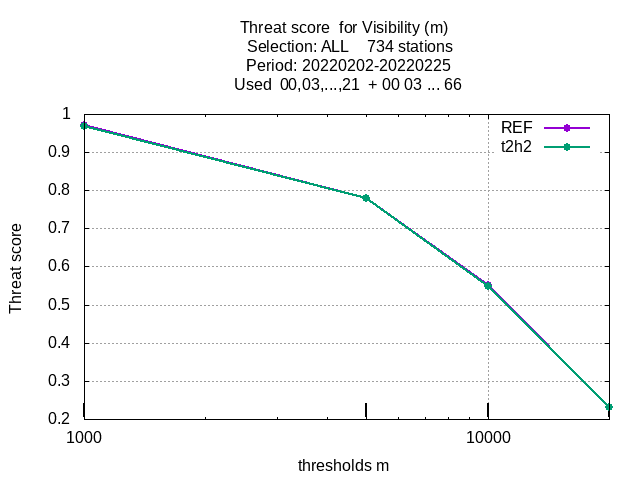 Threat score for Visibility (m)
Selection: ALL 734 stations
Period: 20220202-20220225
Used 00,03,...,21 + 00 03 ... 66
REF
t2h2
1
0.9
0.8
0.7
0.6
0.5
0.4
0.3
0.2
Threat score
1000
10000
thresholds m